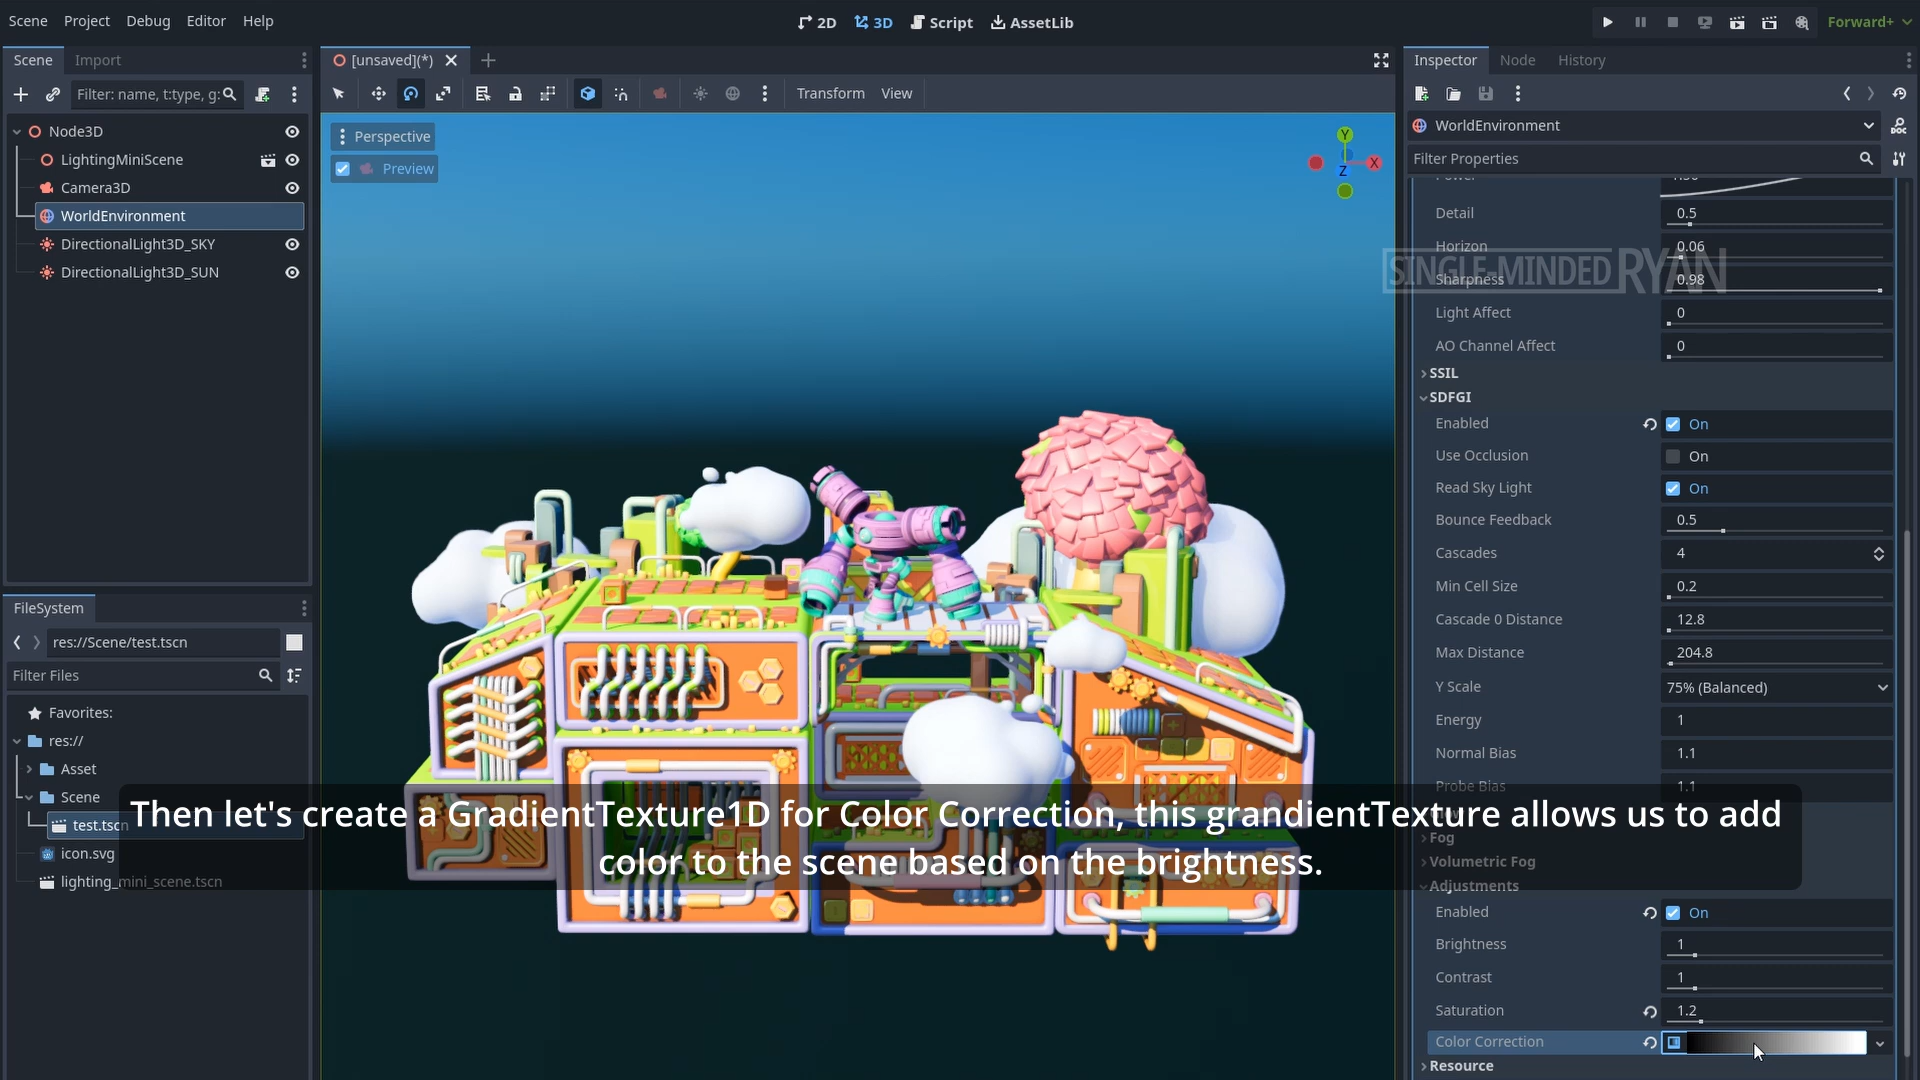 Scene Project Debug Editor Help
2D 3D Script AssetLib
Forward+
Scene Import
[unsaved](*)
Inspector Node History
Filter: name, t:type, g:
Transform View
Node3D
LightingMiniScene
Camera3D
WorldEnvironment
DirectionalLight3D_SKY
DirectionalLight3D_SUN
Perspective
Preview
Y
X
Z
WorldEnvironment
DOC
Filter Properties
Detail 0.5
Horizon 0.06
SINGLE-MINDED RYAN
Sharpness 0.98
Light Affect 0
AO Channel Affect 0
SSIL
SDFGI
Enabled On
Use Occlusion On
Read Sky Light On
Bounce Feedback 0.5
Cascades 4
Min Cell Size 0.2
Cascade 0 Distance 12.8
Max Distance 204.8
Y Scale 75% (Balanced)
Energy 1
Normal Bias 1.1
Probe Bias 1.1
Fog
Volumetric Fog
Adjustments
Enabled On
Brightness 1
Contrast 1
Saturation 1.2
Color Correction
Resource
FileSystem
res://Scene/test.tscn
Filter Files
Favorites:
res://
Asset
Scene
test.tscn
icon.svg
lighting_mini_scene.tscn
Then let's create a GradientTexture1D for Color Correction, this grandientTexture allows us to add
color to the scene based on the brightness.